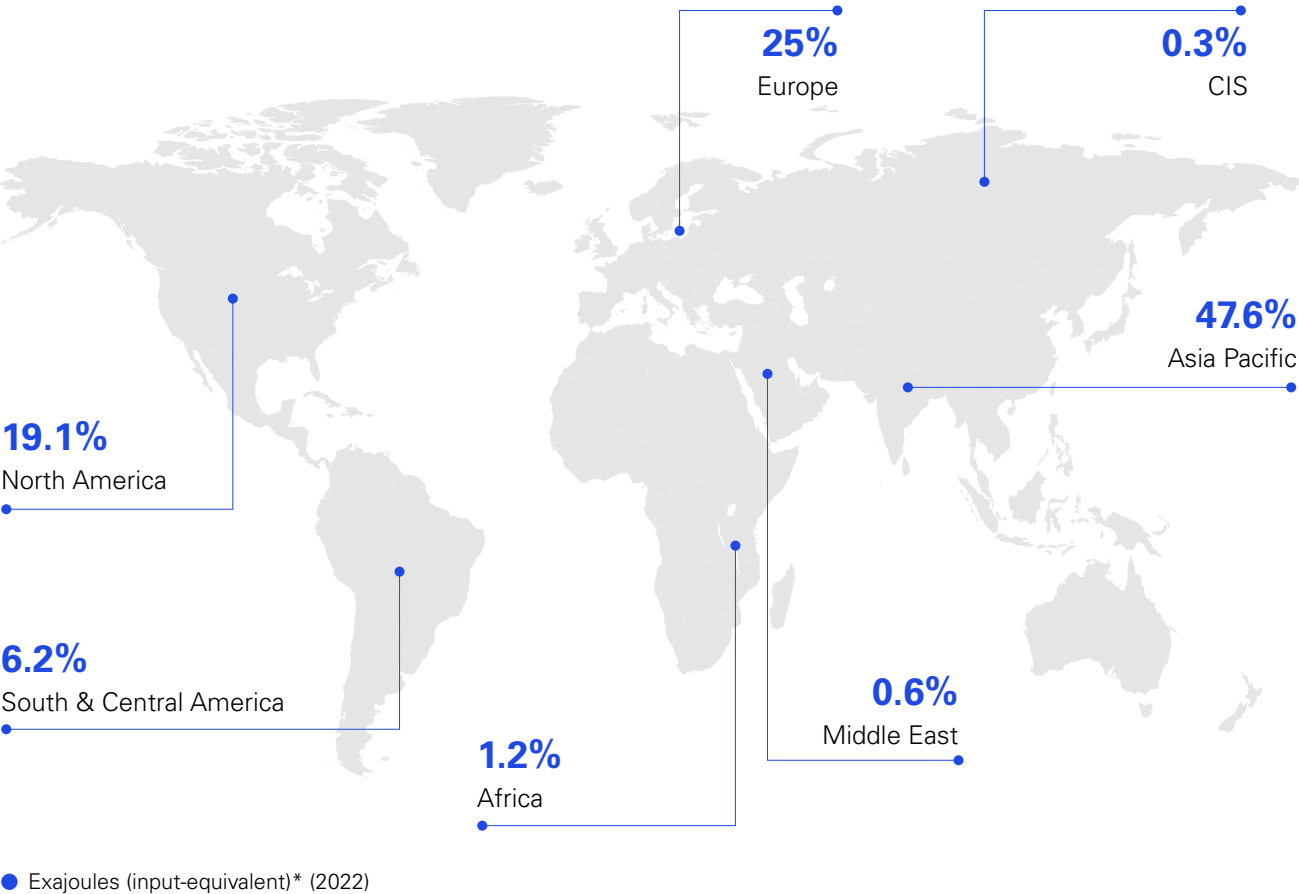 25%
Europe
0.3%
CIS
47.6%
Asia Pacific
19.1%
North America
6.2%
South & Central America
0.6%
Middle East
1.2%
Africa
Exajoules (input-equivalent)* (2022)